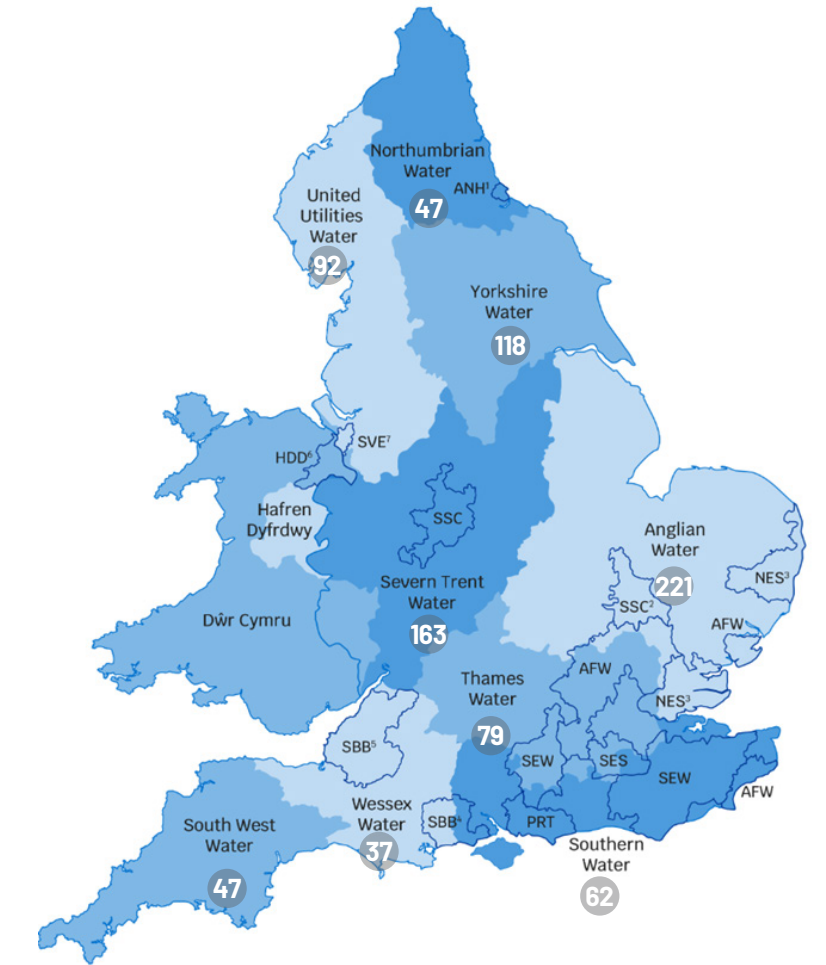 Northumbrian
Water
ANH¹
47
United
Utilities
Water
92
Yorkshire
Water
118
SVE⁷
HDD⁶
Hafren
Dyfrdwy
SSC
Anglian
Water
221
NES³
SSC²
AFW
Severn Trent
Water
163
Dŵr Cymru
AFW
Thames
Water
79
NES³
SBB⁵
SEW
SES
SEW
AFW
Wessex
Water
37
SBB⁴
PRT
South West
Water
47
Southern
Water
62